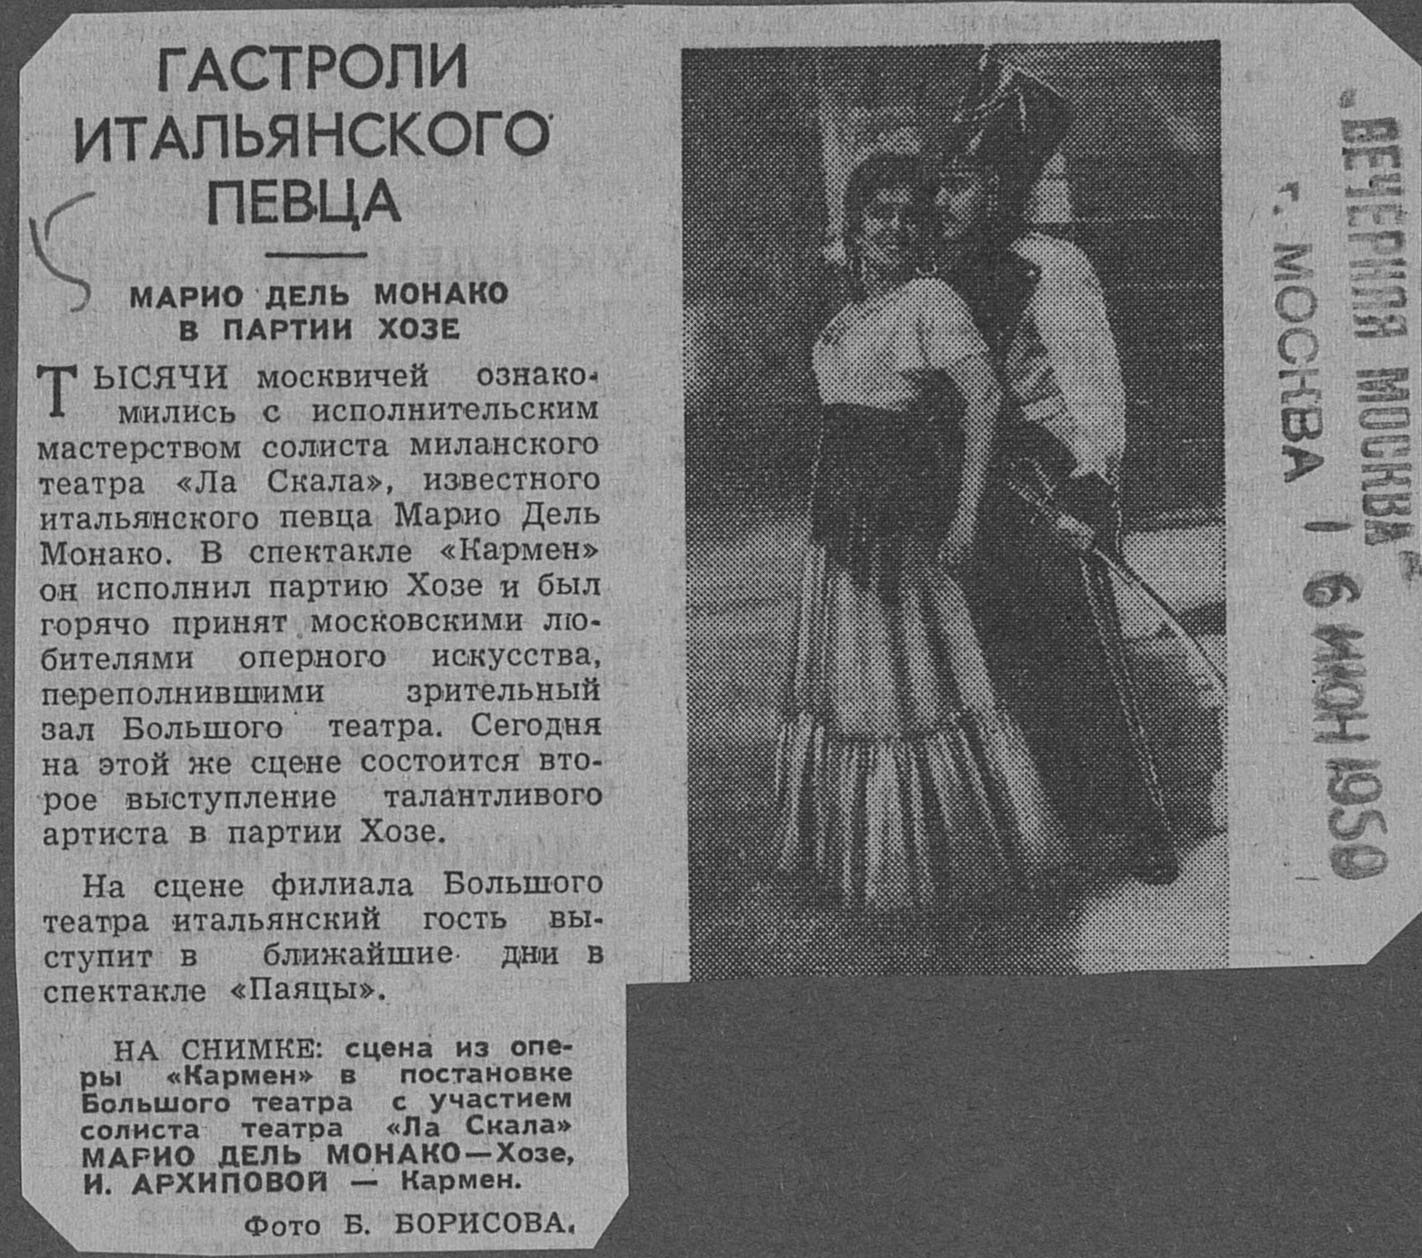 ГАСТРОЛИ
ИТАЛЬЯНСКОГО
ПЕВЦА
МАРИО ДЕЛЬ МОНАКО
В ПАРТИИ ХОЗЕ
ТЫСЯЧИ москвичей ознако-
мились с исполнительским
мастерством солиста миланского
театра «Ла Скала», известного
итальянского певца Марио Дель
Монако. В спектакле «Кармен»
он исполнил партию Хозе и был
горячо принят московскими лю-
бителями оперного искусства,
переполнившими зрительный
зал Большого театра. Сегодня
на этой же сцене состоится вто-
рое выступление талантливого
артиста в партии Хозе.
На сцене филиала Большого
театра итальянский гость вы-
ступит в ближайшие дни в
спектакле «Паяцы».
НА СНИМКЕ: сцена из опе-
ры «Кармен» в постановке
Большого театра с участием
солиста театра «Ла Скала»
МАРИО ДЕЛЬ МОНАКО—Хозе,
И. АРХИПОВОЙ — Кармен.
Фото Б. БОРИСОВА.
"ВЕЧЕРНЯЯ МОСКВА"
г. МОСКВА
1 6 ИЮН 1959